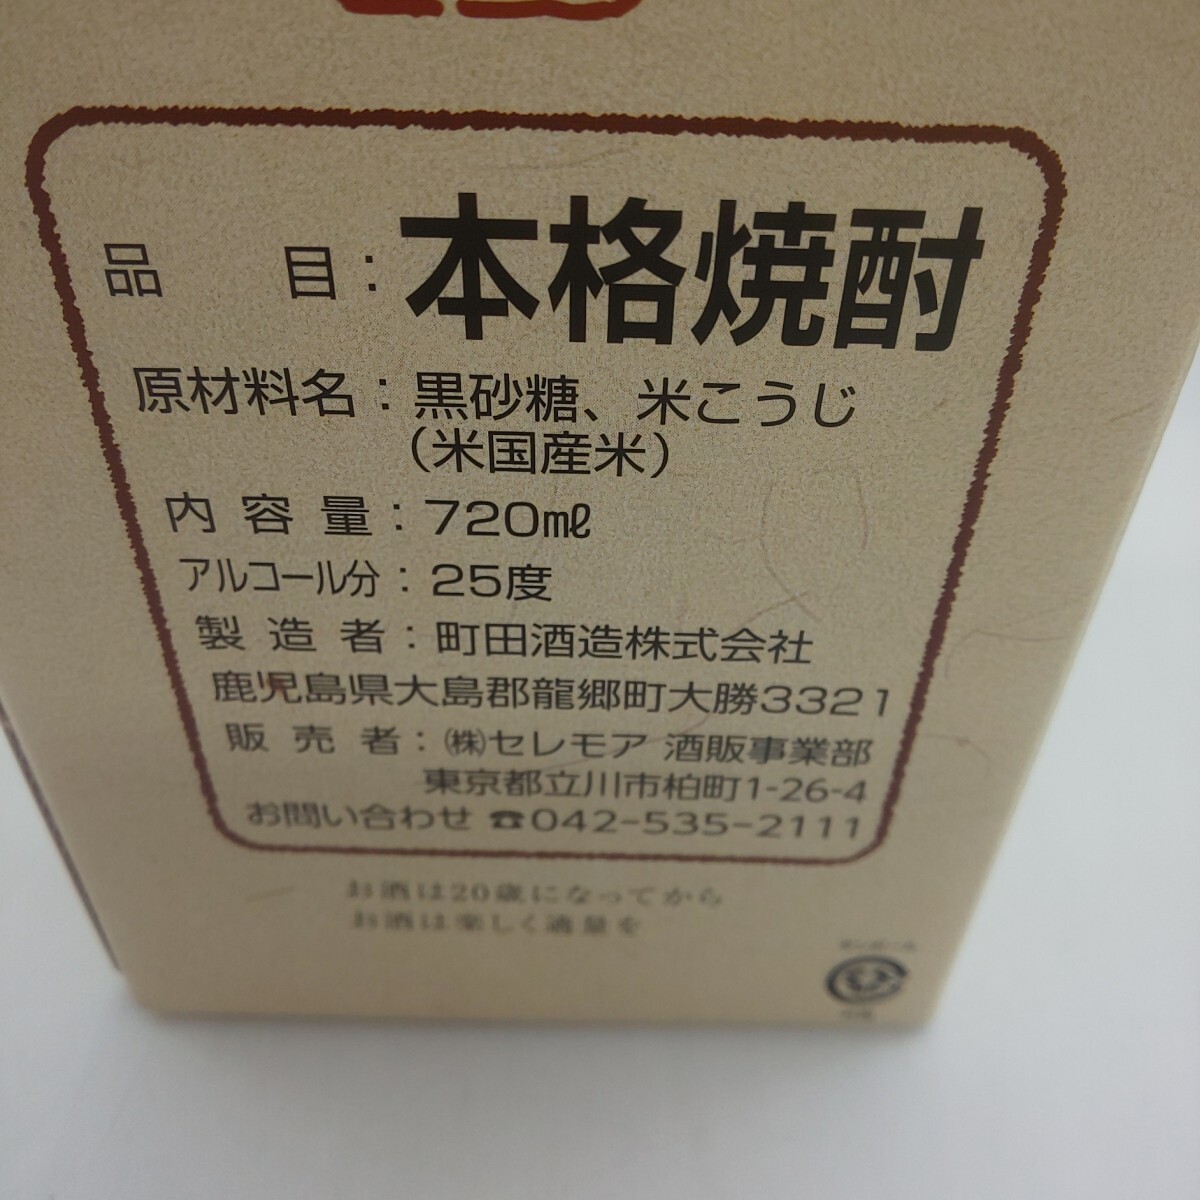 品目:本格焼酎
原材料名:黒砂糖、米こうじ
(米国産米)
内容量:720㎖
アルコール分:25度
製造者:町田酒造株式会社
鹿児島県大島郡龍郷町大勝3321
販売者:㈱セレモア 酒販事業部
東京都立川市柏町1-26-4
お問い合わせ ☎042-535-2111
お酒は20歳になってから
お酒は楽しく適量を